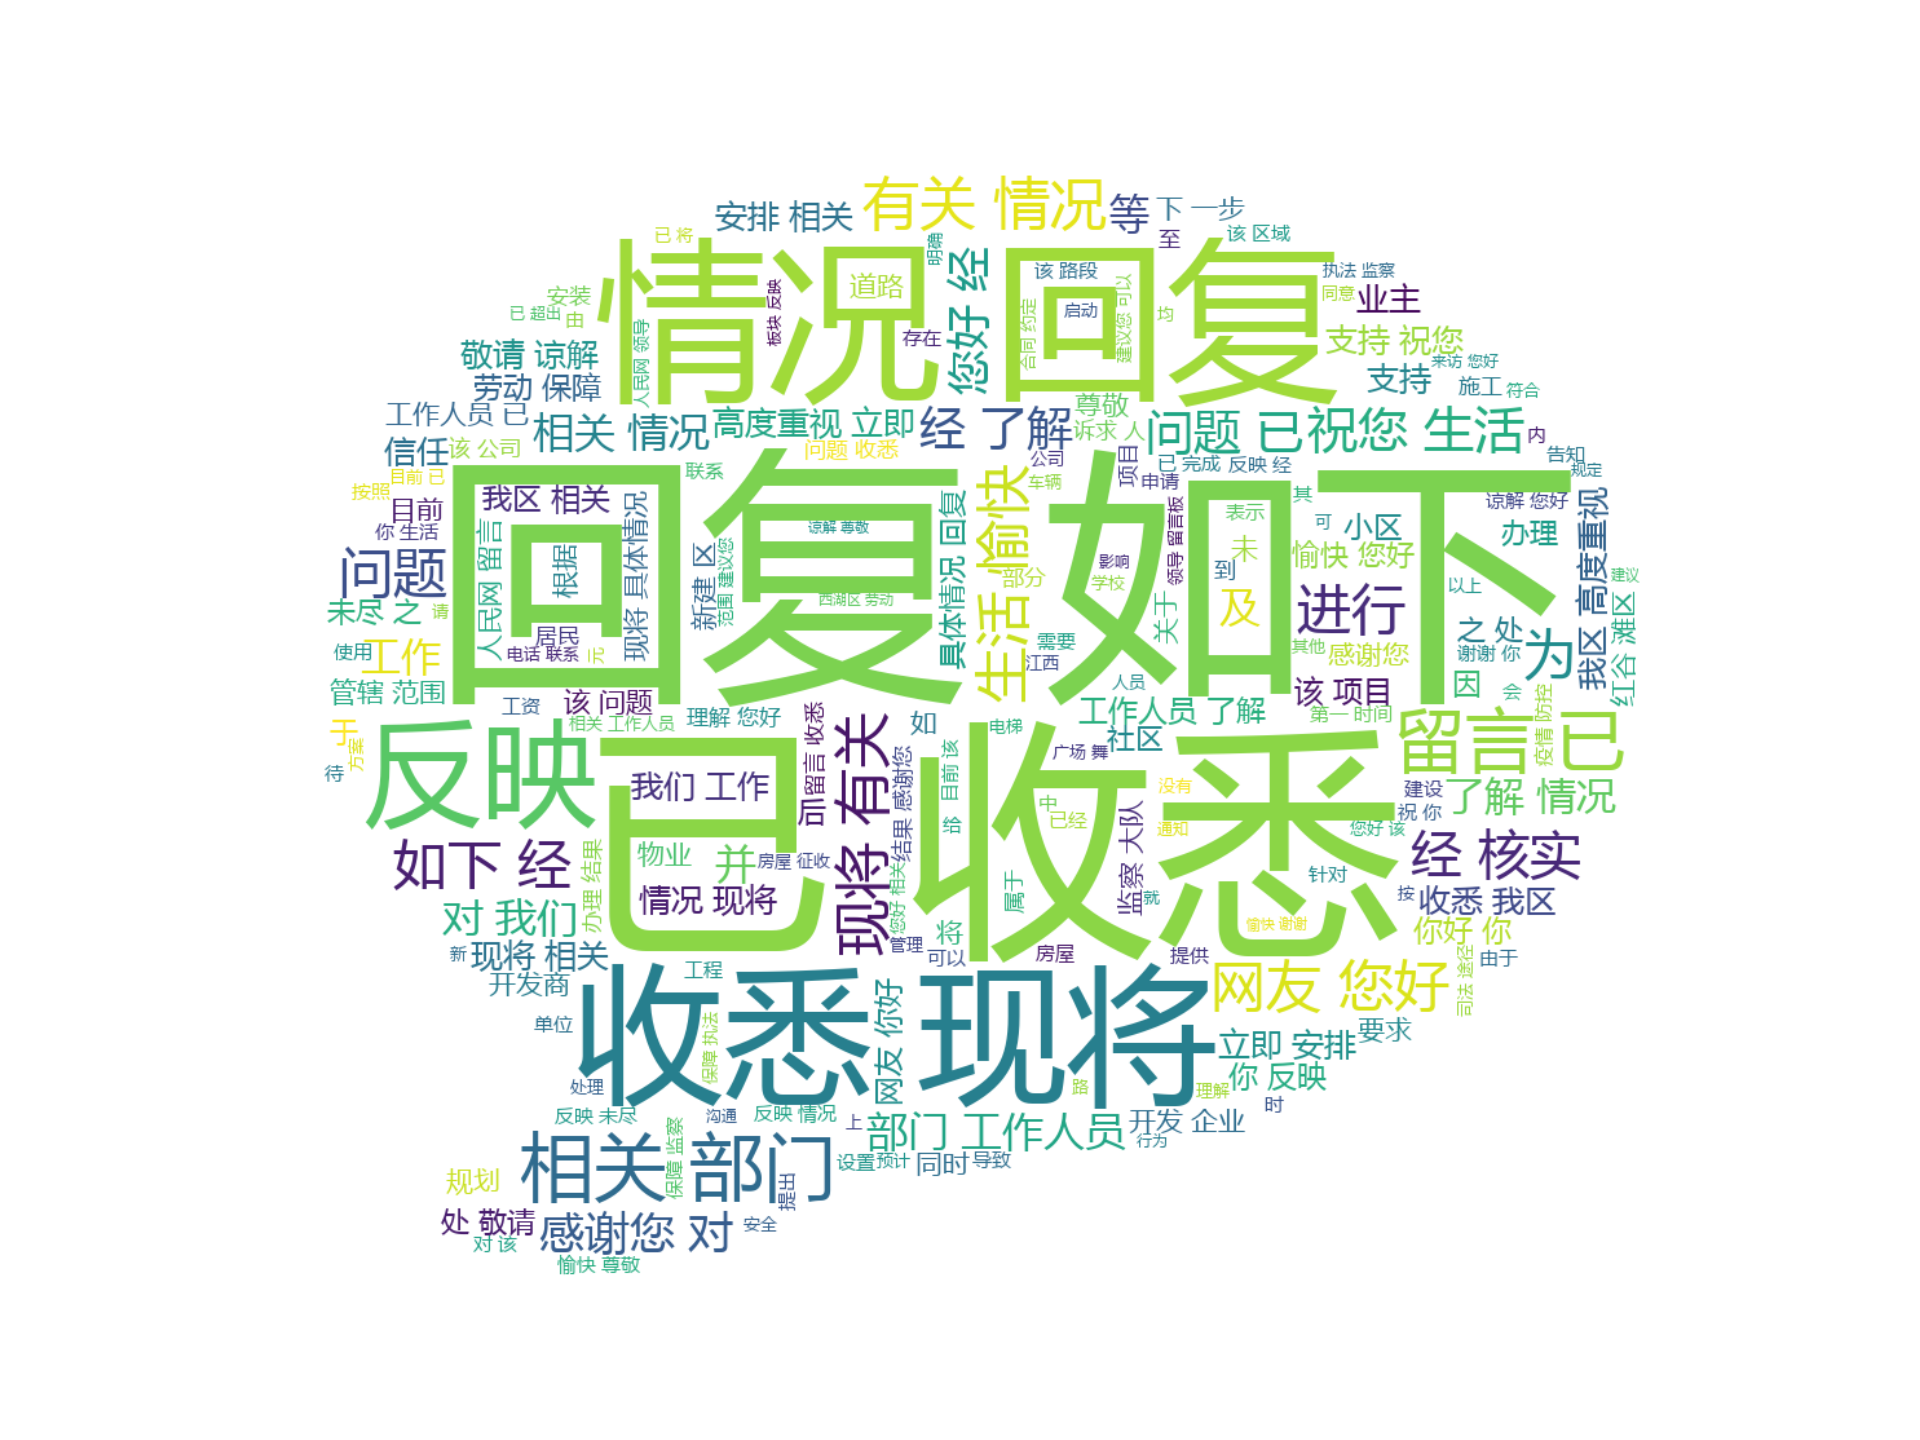 有关 情况
安排 相关
等
下 一步
至
该 区域
已 将
明确
情况 回复
您好 经
道路
该 路段
执法 监察
同意
业主
安装
已 超出
由
人民网 领导
板块 反映
存在
合同 约定
启动
建议您 可以
均
支持 祝您
来访 您好
敬请 谅解
劳动 保障
支持
施工
符合
工作人员 已
信任
该 公司
相关 情况
高度重视 立即
问题 收悉
经 了解
尊敬
诉求 人
问题 已
祝您 生活
内
告知
规定
目前 已
按照
目前
你 生活
联系
公司
车辆
项目
申请
已 完成
反映 经
其
谅解 您好
办理
我区 高度重视
回复 如下
我区 相关
人民网 留言
根据
现将 具体情况
居民
电话 联系
元
新建 区
范围 建议您
谅解 尊敬
西湖区 劳动
具体情况 回复
生活 愉快
部分
影响
学校
领导 留言板
关于
需要
江西
表示
未
到
及
可
小区
愉快 您好
进行
其他
感谢您
以上
之 处
谢谢 你
为
因
会
建议
红谷 滩区
问题
未尽 之
请
使用
工作
管辖 范围
于
方案
待
工资
该 问题
相关 工作人员
理解 您好
如
人员
工作人员 了解
电梯
社区
广场 舞
该 项目
第一 时间
留言 已
疫情 防控
反映
已 收悉
我们 工作
后
留言 收悉
现将 有关
结果 感谢您
目前 该
始
中
已经
没有
通知
监察 大队
就
建设
祝 你
了解 情况
您好 该
如下 经
办理 结果
物业
并
房屋 征收
情况 现将
您好 相关
管理
属于
针对
经 核实
按
收悉 我区
对 我们
新
现将 相关
开发商
将
可以
房屋
提供
愉快 谢谢
你好 你
由于
司法 途径
网友 您好
收悉 现将
工程
单位
保障 执法
处理
网友 你好
路
理解
立即 安排
要求
你 反映
时
反映 未尽
沟通
反映 情况
上
部门 工作人员
开发 企业
行为
相关 部门
保障 监察
提出
设置
预计
同时
导致
规划
处 敬请
对 该
感谢您 对
安全
愉快 尊敬